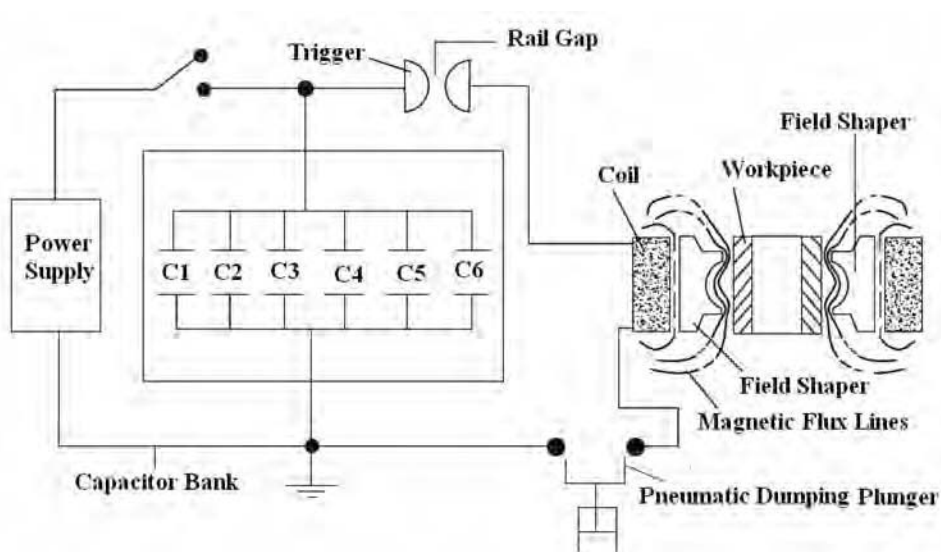 Rail Gap
Trigger
Field Shaper
Workpiece
Coil
Power
Supply
C1 C2 C3 C4 C5 C6
Field Shaper
Magnetic Flux Lines
Capacitor Bank
Pneumatic Dumping Plunger